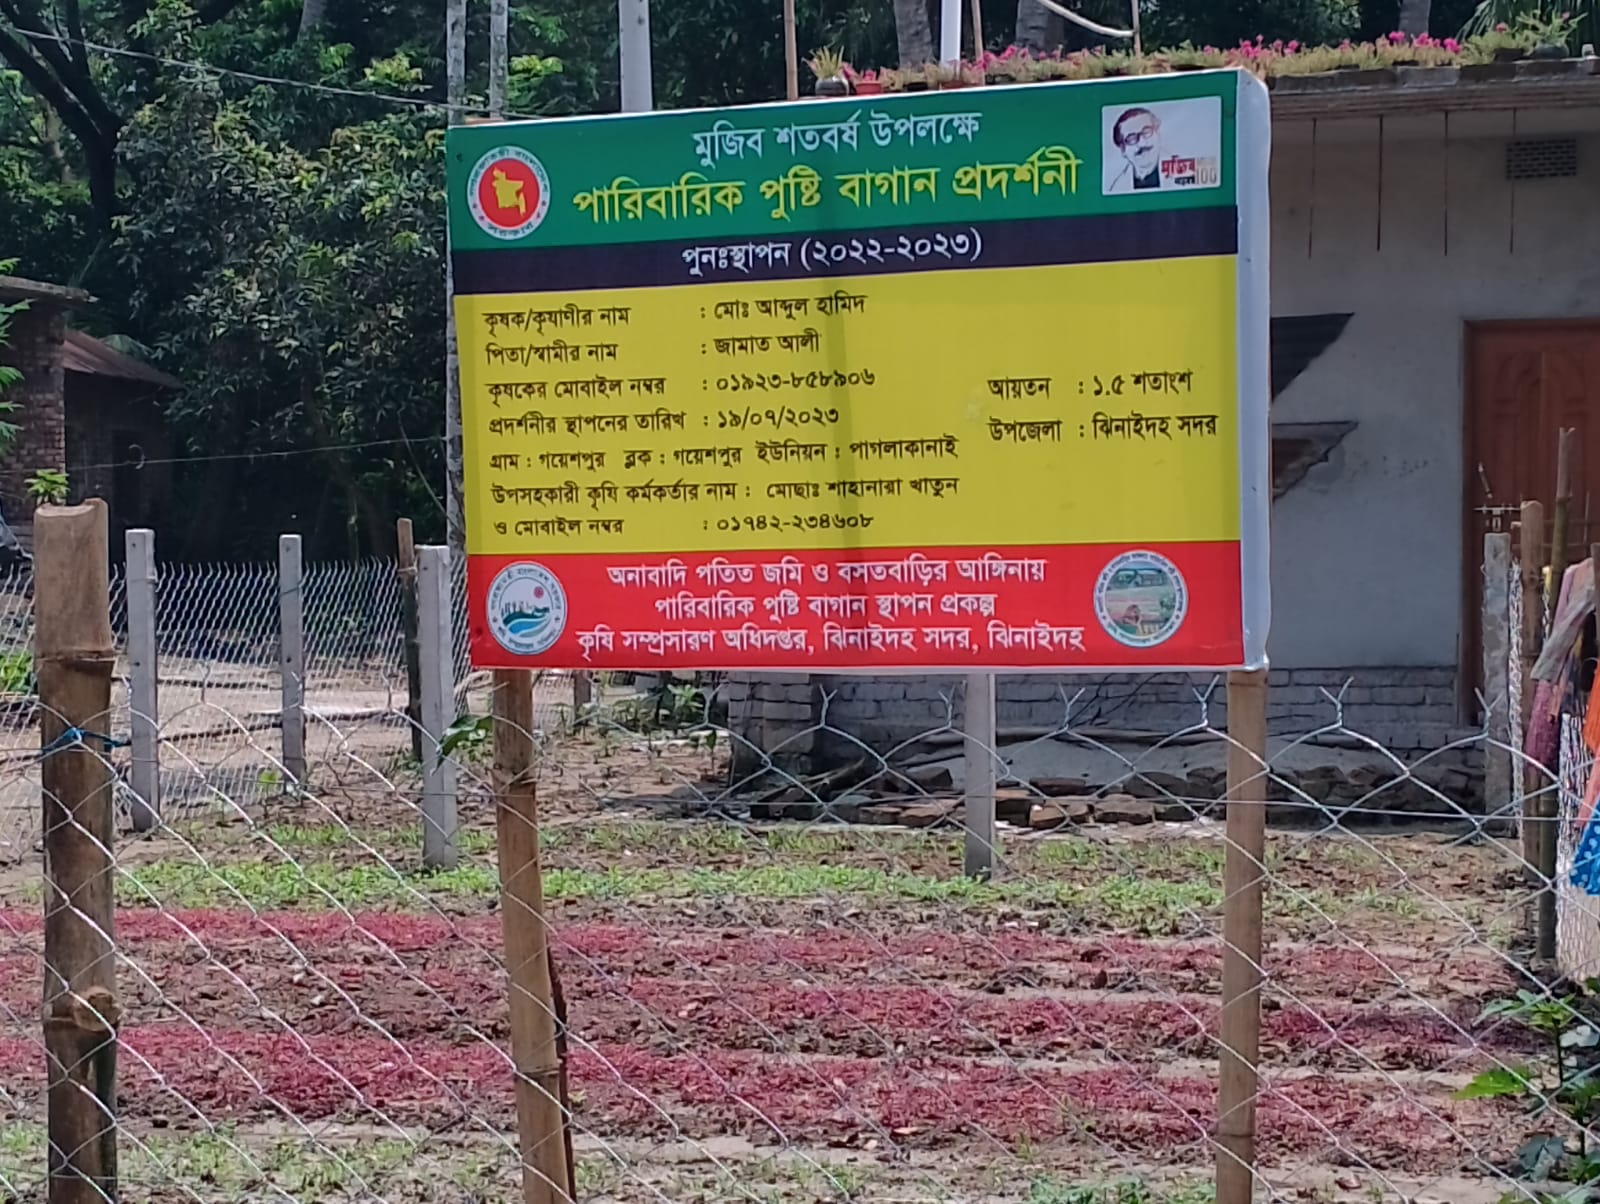 মুজিব শতবর্ষ উপলক্ষে
পারিবারিক পুষ্টি বাগান প্রদর্শনী
মুজিব
100
পুনঃস্থাপন (২০২২-২০২৩)
কৃষক/কৃষাণীর নাম : মোঃ আব্দুল হামিদ
পিতা/স্বামীর নাম : জামাত আলী
কৃষকের মোবাইল নম্বর : ০১৯২৩-৮৫৮৯০৬ আয়তন : ১.৫ শতাংশ
প্রদর্শনীর স্থাপনের তারিখ : ১৯/০৭/২০২৩ উপজেলা : ঝিনাইদহ সদর
গ্রাম : গয়েশপুর ব্লক : গয়েশপুর ইউনিয়ন : পাগলাকানাই
উপসহকারী কৃষি কর্মকর্তার নাম : মোছাঃ শাহানারা খাতুন
ও মোবাইল নম্বর : ০১৭৪২-২৩৪৬০৮
অনাবাদি পতিত জমি ও বসতবাড়ির আঙ্গিনায়
পারিবারিক পুষ্টি বাগান স্থাপন প্রকল্প
কৃষি সম্প্রসারণ অধিদপ্তর, ঝিনাইদহ সদর, ঝিনাইদহ